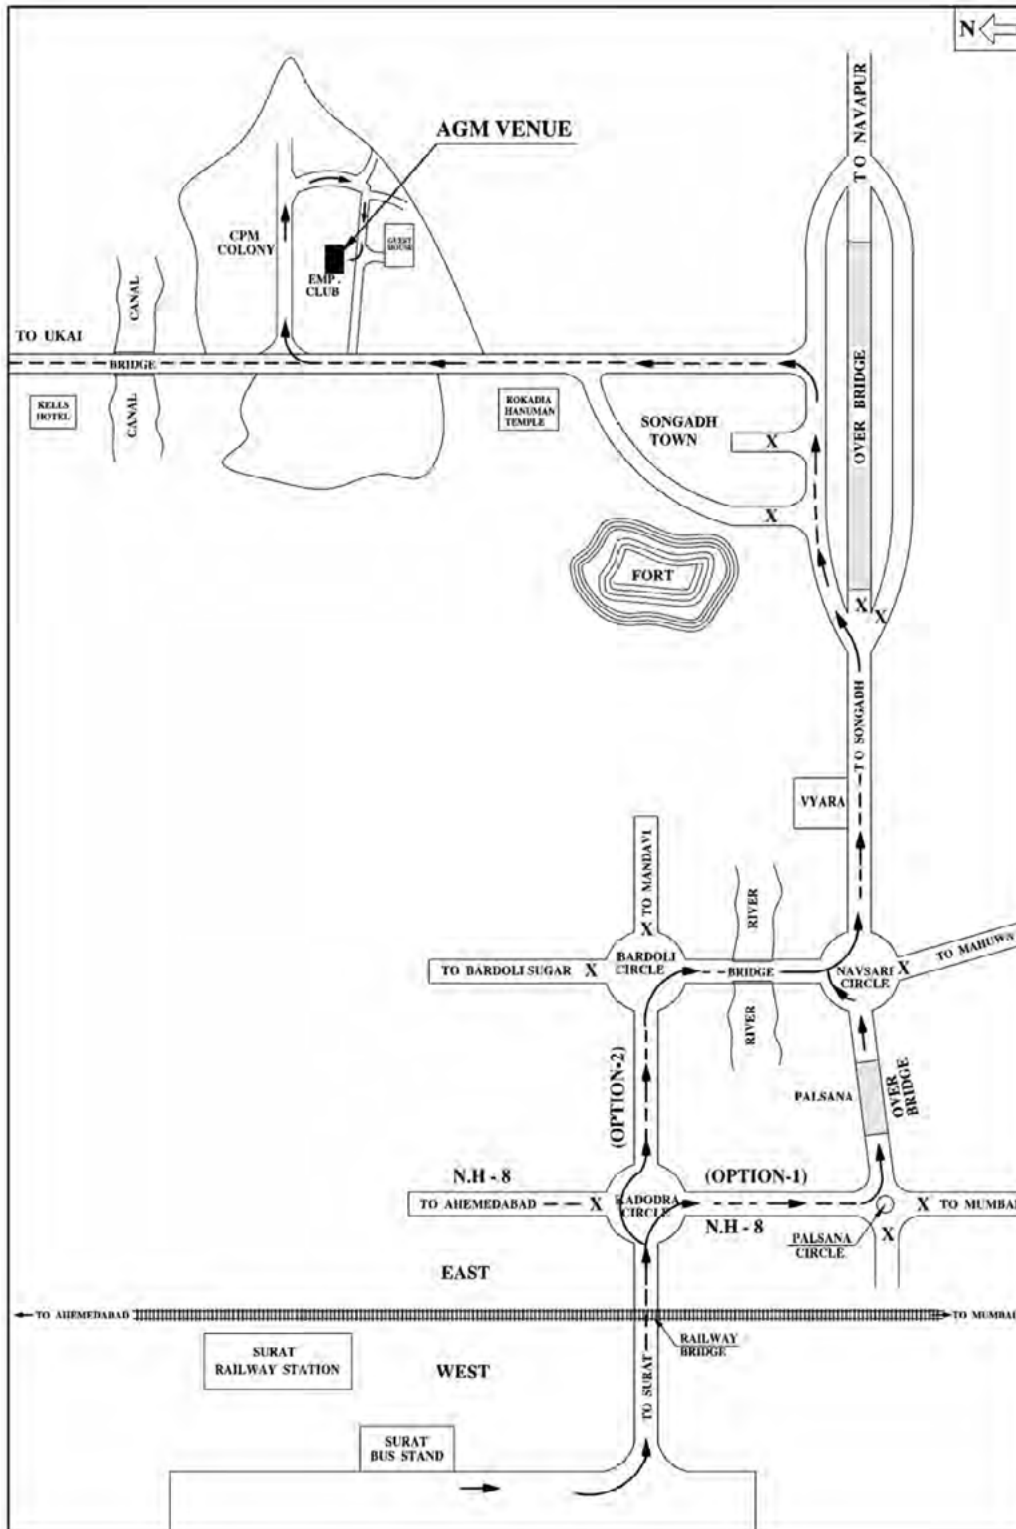 N
TO NAVAPUR
AGM VENUE
CPM
COLONY
GUEST
HOUSE
EMP.
CLUB
CANAL
TO UKAI
BRIDGE
OVER BRIDGE
KELLS
HOTEL
CANAL
ROKADIA
HANUMAN
TEMPLE
SONGADH
TOWN
X
X
FORT
X
X
TO SONGADH
VYARA
TO MANDAVI
RIVER
X
TO MAHUWA
TO BARDOLI SUGAR
X
BARDOLI
CIRCLE
BRIDGE
NAVSARI
CIRCLE
X
RIVER
(OPTION-2)
PALSANA
OVER
BRIDGE
N.H - 8
(OPTION-1)
TO AHEMEDABAD
X
KADODRA
CIRCLE
X
TO MUMBAI
N.H - 8
PALSANA
CIRCLE
X
EAST
TO AHEMEDABAD
TO MUMBAI
RAILWAY
BRIDGE
SURAT
RAILWAY STATION
WEST
TO SURAT
SURAT
BUS STAND